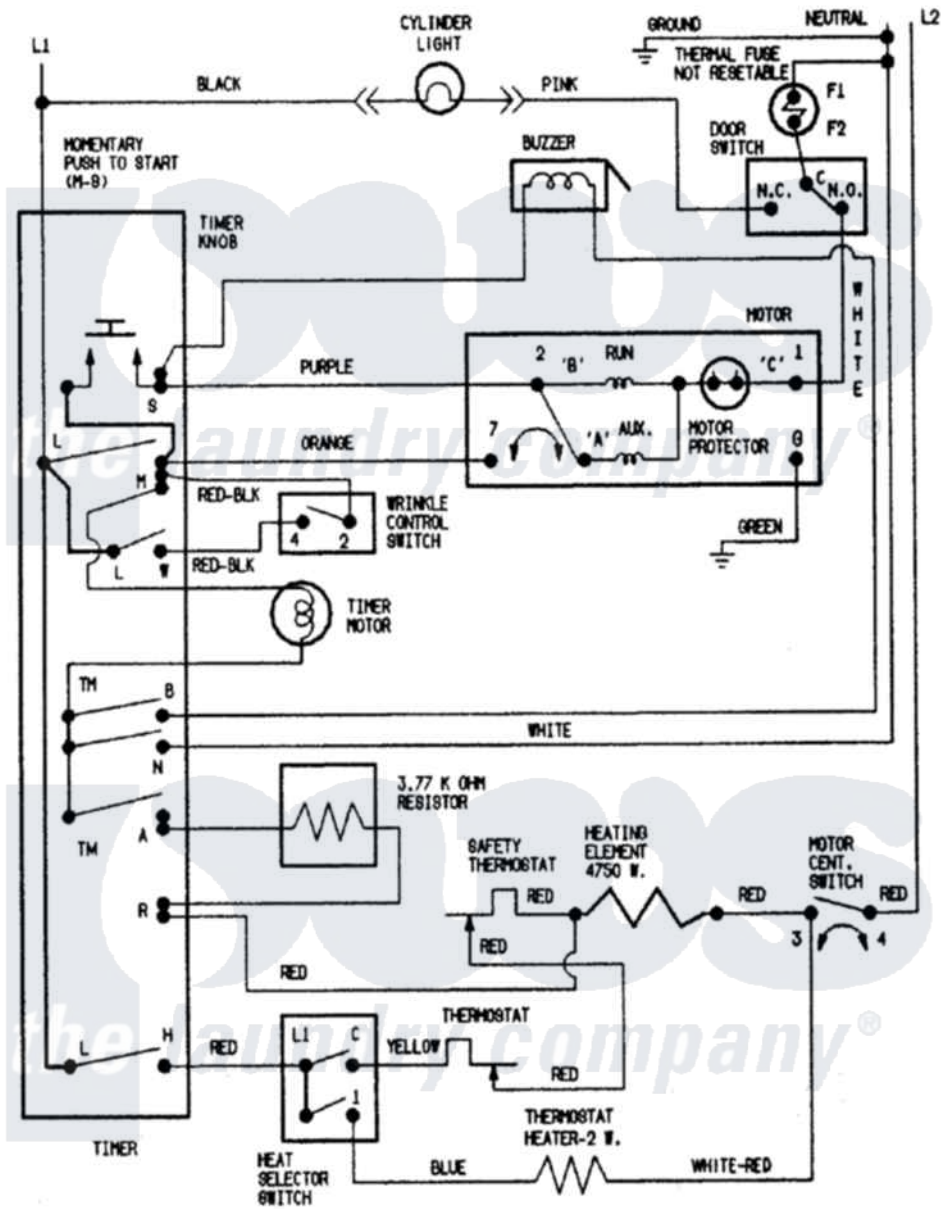 L1
CYLINDER
LIGHT
GROUND
NEUTRAL
L2
THERMAL FUSE
NOT RESETABLE
BLACK
PINK
F1
F2
DOOR
SWITCH
MOMENTARY
PUSH TO START
(M-S)
BUZZER
N.C.
C
N.O.
TIMER
KNOB
WHITE
MOTOR
PURPLE
2
'B'
RUN
'C'
1
S
L
ORANGE
7
'A'
AUX.
MOTOR
PROTECTOR
G
M
RED-BLK
WRINKLE
CONTROL
SWITCH
4
2
GREEN
L
W
RED-BLK
TIMER
MOTOR
TM
B
WHITE
N
3.77 K OHM
RESISTOR
TM
A
SAFETY
THERMOSTAT
HEATING
ELEMENT
4750 W.
MOTOR
CENT.
SWITCH
RED
RED
RED
R
RED
3
4
RED
THERMOSTAT
L
H
RED
L1
C
YELLOW
RED
1
THERMOSTAT
HEATER-2 W.
TIMER
HEAT
SELECTOR
SWITCH
BLUE
WHITE-RED
the laundry company®
the laundry company®